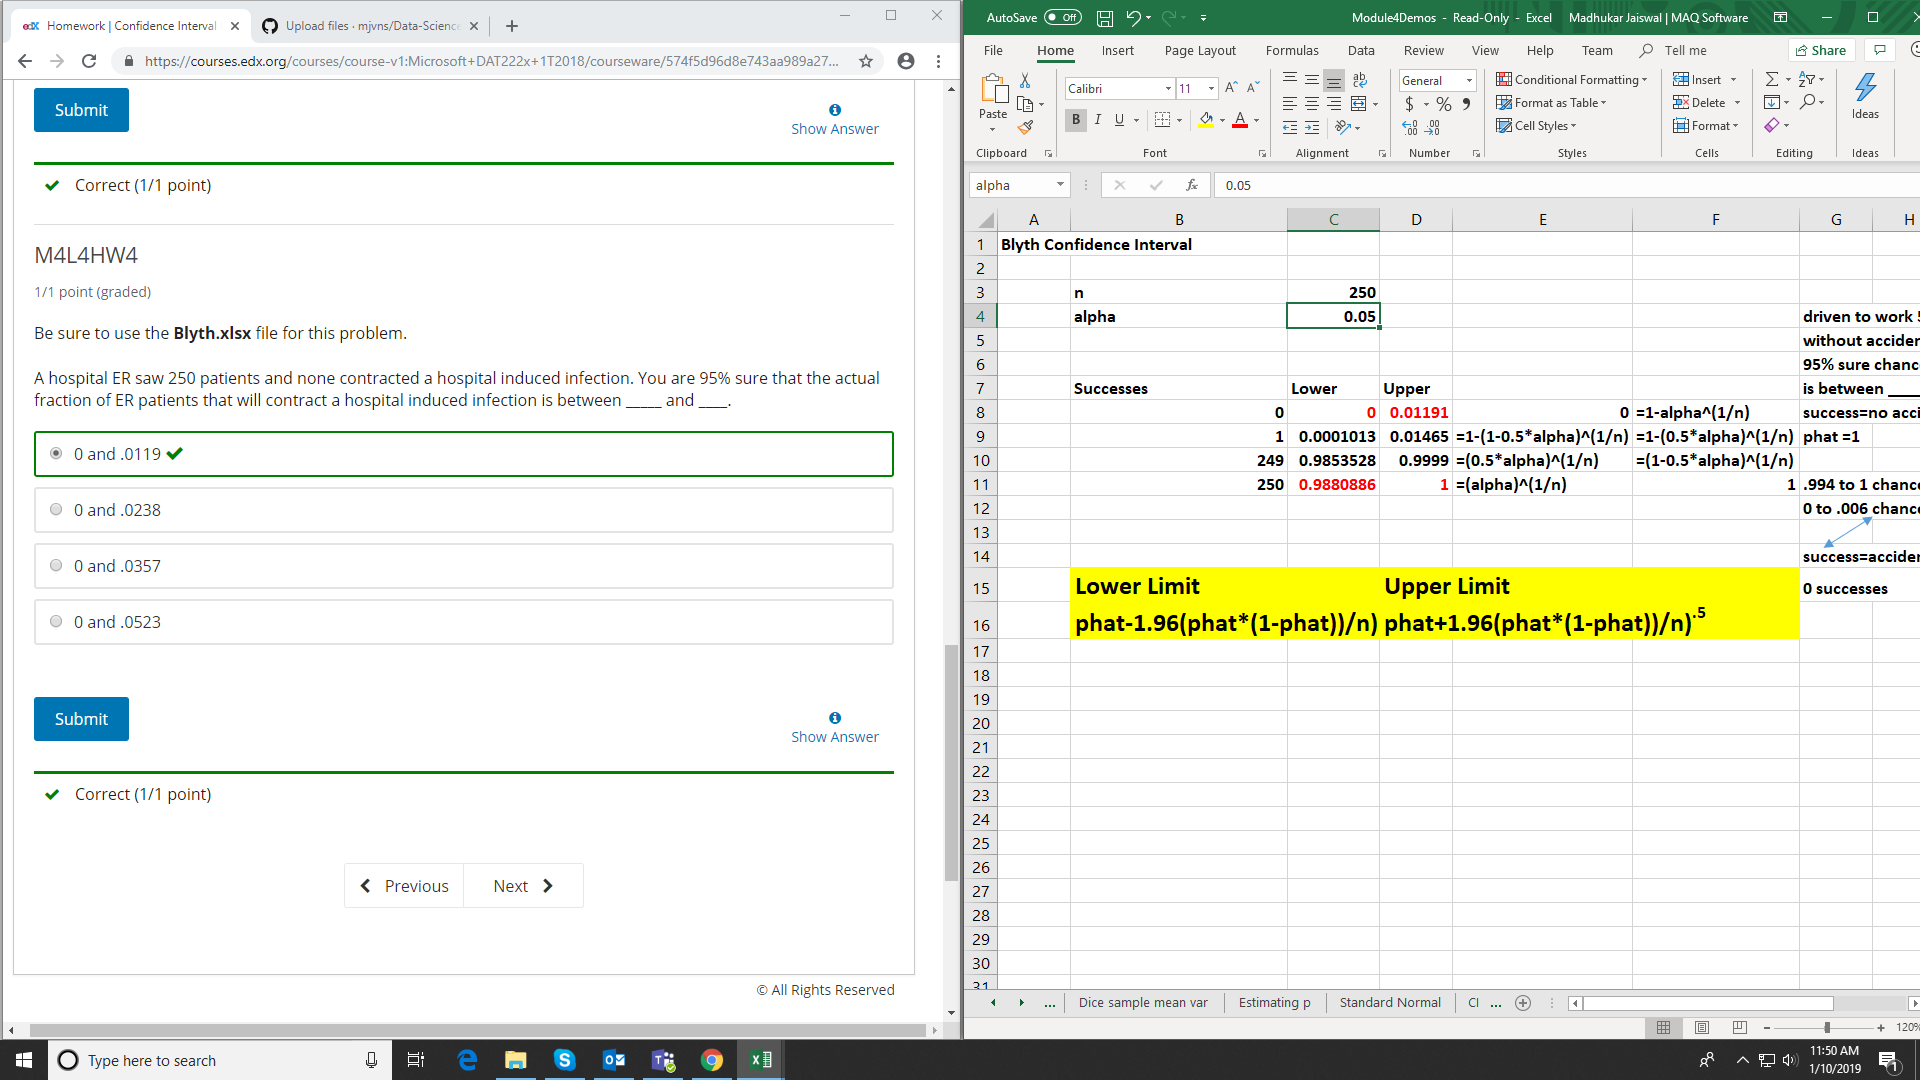 edX Homework | Confidence Interval
Upload files · mjvns/Data-Science
https://courses.edx.org/courses/course-v1:Microsoft+DAT222x+1T2018/courseware/574f5d96d8e743aa989a27...
Submit
Show Answer
Correct (1/1 point)
M4L4HW4
1/1 point (graded)
Be sure to use the Blyth.xlsx file for this problem.
A hospital ER saw 250 patients and none contracted a hospital induced infection. You are 95% sure that the actual
fraction of ER patients that will contract a hospital induced infection is between _____ and ____.
0 and .0119
0 and .0238
0 and .0357
0 and .0523
Submit
Show Answer
Correct (1/1 point)
Previous Next
© All Rights Reserved
AutoSave Off Module4Demos - Read-Only - Excel Madhukar Jaiswal | MAQ Software
File Home Insert Page Layout Formulas Data Review View Help Team Tell me Share
Paste Calibri 11 General Conditional Formatting Insert
B I U $ % Format as Table Delete Ideas
Cell Styles Format
Clipboard Font Alignment Number Styles Cells Editing Ideas
alpha fx 0.05
A B C D E F G H
1 Blyth Confidence Interval
2
3 n 250
4 alpha 0.05 driven to work
5 without acciden
6 95% sure chanc
7 Successes Lower Upper is between
8 0 0 0.01191 0 =1-alpha^(1/n) success=no acci
9 1 0.0001013 0.01465 =1-(1-0.5*alpha)^(1/n) =1-(0.5*alpha)^(1/n) phat =1
10 249 0.9853528 0.9999 =(0.5*alpha)^(1/n) =(1-0.5*alpha)^(1/n)
11 250 0.9880886 1 =(alpha)^(1/n) 1 .994 to 1 chance
12 0 to .006 chance
13
14 success=acciden
15 Lower Limit Upper Limit 0 successes
16 phat-1.96(phat*(1-phat))/n) phat+1.96(phat*(1-phat))/n).5
17
18
19
20
21
22
23
24
25
26
27
28
29
30
31
... Dice sample mean var Estimating p Standard Normal CI ...
120%
Type here to search
11:50 AM
1/10/2019
1